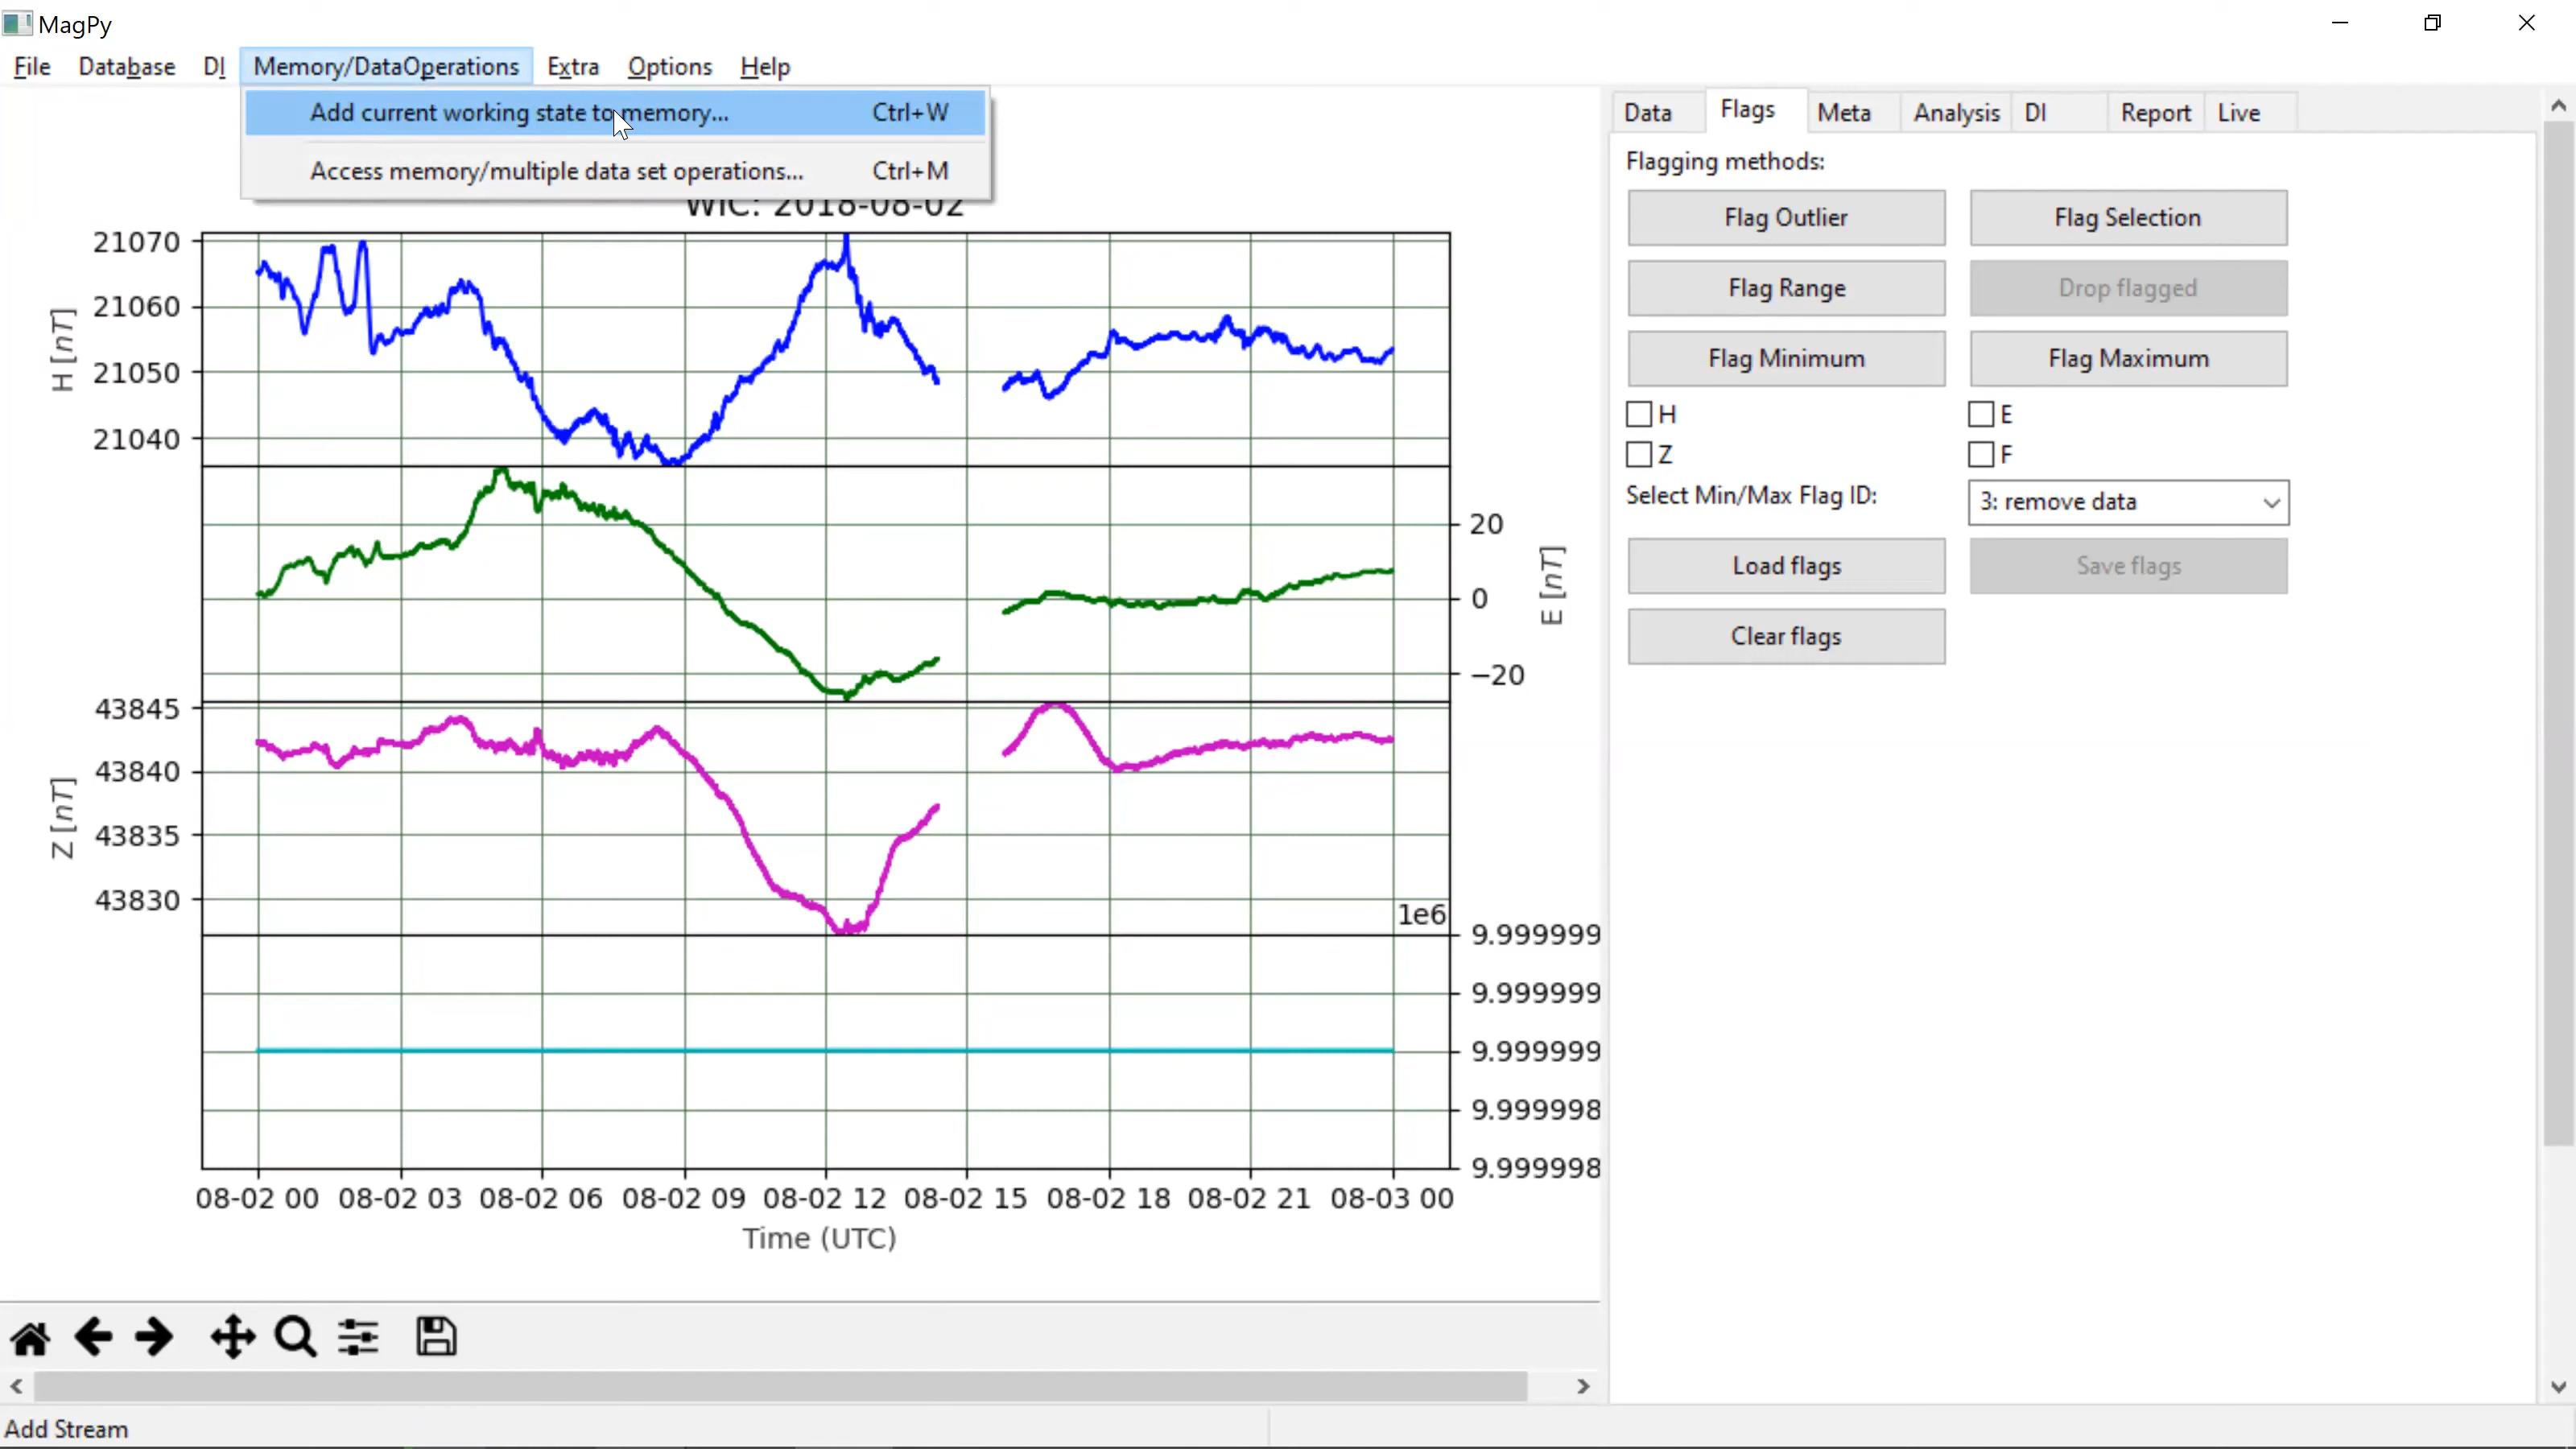 MagPy
File Database DI Memory/DataOperations Extra Options Help
Add current working state to memory... Ctrl+W
Access memory/multiple data set operations... Ctrl+M
WIC: 2018-08-02
21070
21060
21050
21040
H [nT]
20
0
−20
E [nT]
43845
43840
43835
43830
Z [nT]
1e6
9.999999
9.999999
9.999999
9.999998
9.999998
08-02 00 08-02 03 08-02 06 08-02 09 08-02 12 08-02 15 08-02 18 08-02 21 08-03 00
Time (UTC)
Data Flags Meta Analysis DI Report Live
Flagging methods:
Flag Outlier Flag Selection
Flag Range Drop flagged
Flag Minimum Flag Maximum
H E
Z F
Select Min/Max Flag ID: 3: remove data
Load flags Save flags
Clear flags
Add Stream